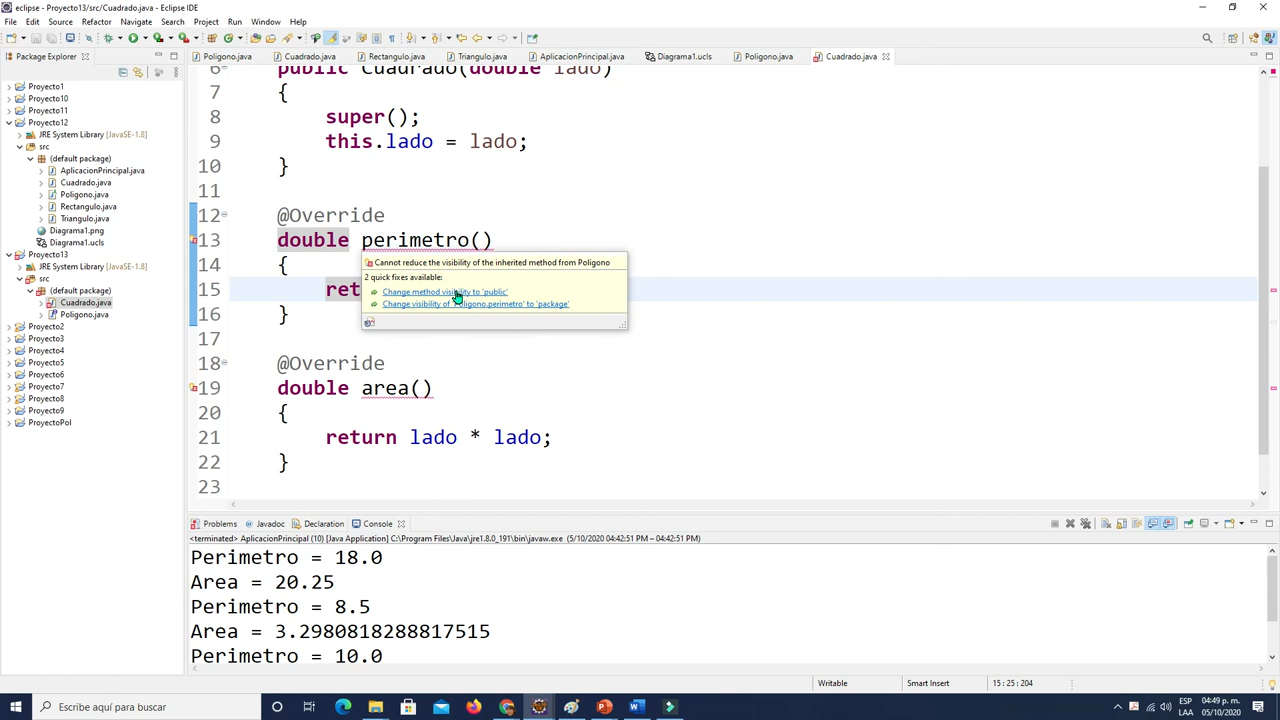 eclipse - Proyecto13/src/Cuadrado.java - Eclipse IDE
File Edit Source Refactor Navigate Search Project Run Window Help
Package Explorer
Poligono.java Cuadrado.java Rectangulo.java Triangulo.java AplicacionPrincipal.java Diagrama1.ucls Poligono.java Cuadrado.java
Proyecto1
Proyecto10
Proyecto11
Proyecto12
JRE System Library [JavaSE-1.8]
src
(default package)
AplicacionPrincipal.java
Cuadrado.java
Poligono.java
Rectangulo.java
Triangulo.java
Diagrama1.png
Diagrama1.ucls
Proyecto13
JRE System Library [JavaSE-1.8]
src
(default package)
Cuadrado.java
Poligono.java
Proyecto2
Proyecto3
Proyecto4
Proyecto5
Proyecto6
Proyecto7
Proyecto8
Proyecto9
ProyectoPol
6 public Cuadrado(double lado)
7 {
8 super();
9 this.lado = lado;
10 }
11
12 @Override
13 double perimetro()
14 {
15 ret
16 }
17
18 @Override
19 double area()
20 {
21 return lado * lado;
22 }
23
Cannot reduce the visibility of the inherited method from Poligono
2 quick fixes available:
Change method visibility to 'public'
Change visibility of 'Poligono.perimetro' to 'package'
Problems Javadoc Declaration Console
<terminated> AplicacionPrincipal (10) [Java Application] C:\Program Files\Java\jre1.8.0_191\bin\javaw.exe (5/10/2020 04:42:51 PM – 04:42:51 PM)
Perimetro = 18.0
Area = 20.25
Perimetro = 8.5
Area = 3.2980818288817515
Perimetro = 10.0
Writable Smart Insert 15 : 25 : 204
Escribe aquí para buscar
ESP
LAA
04:49 p. m.
05/10/2020